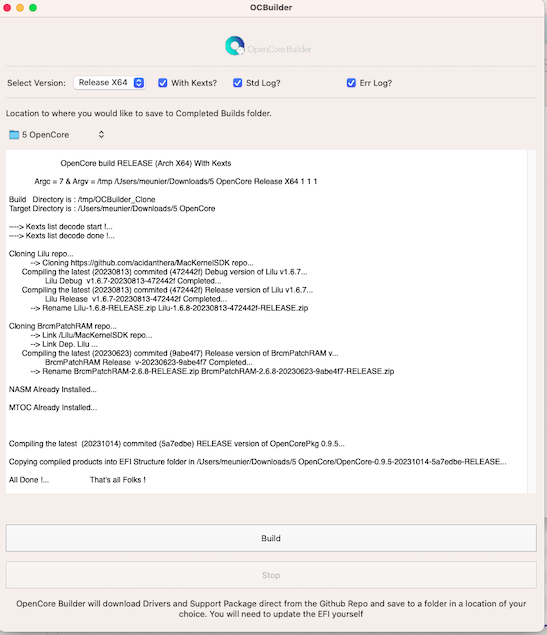 OCBuilder
OpenCore Builder
Select Version: Release X64 With Kexts? Std Log? Err Log?
Location to where you would like to save to Completed Builds folder.
5 OpenCore
OpenCore build RELEASE (Arch X64) With Kexts
Argc = 7 & Argv = /tmp /Users/meunier/Downloads/5 OpenCore Release X64 1 1 1
Build Directory is : /tmp/OCBuilder_Clone
Target Directory is : /Users/meunier/Downloads/5 OpenCore
----> Kexts list decode start !...
----> Kexts list decode done !...
Cloning Lilu repo...
--> Cloning https://github.com/acidanthera/MacKernelSDK repo...
Compiling the latest (20230813) commited (472442f) Debug version of Lilu v1.6.7...
Lilu Debug v1.6.7-20230813-472442f Completed...
Compiling the latest (20230813) commited (472442f) Release version of Lilu v1.6.7...
Lilu Release v1.6.7-20230813-472442f Completed...
--> Rename Lilu-1.6.8-RELEASE.zip Lilu-1.6.8-20230813-472442f-RELEASE.zip
Cloning BrcmPatchRAM repo...
--> Link /Lilu/MacKernelSDK repo...
--> Link Dep. Lilu ...
Compiling the latest (20230623) commited (9abe4f7) Release version of BrcmPatchRAM v...
BrcmPatchRAM Release v-20230623-9abe4f7 Completed...
--> Rename BrcmPatchRAM-2.6.8-RELEASE.zip BrcmPatchRAM-2.6.8-20230623-9abe4f7-RELEASE.zip
NASM Already Installed...
MTOC Already Installed...
Compiling the latest (20231014) commited (5a7edbe) RELEASE version of OpenCorePkg 0.9.5...
Copying compiled products into EFI Structure folder in /Users/meunier/Downloads/5 OpenCore/OpenCore-0.9.5-20231014-5a7edbe-RELEASE...
All Done !... That's all Folks !
Build
Stop
OpenCore Builder will download Drivers and Support Package direct from the Github Repo and save to a folder in a location of your
choice. You will need to update the EFI yourself